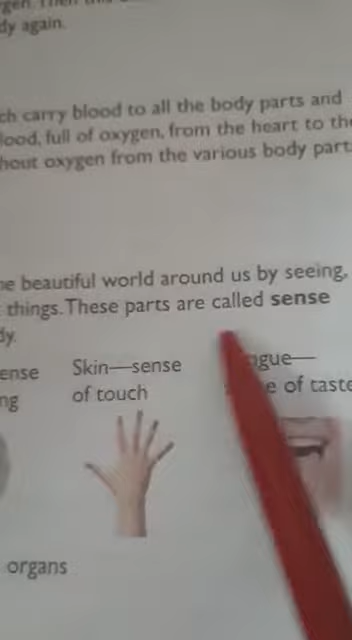 dy again.
ch carry blood to all the body parts and
lood, full of oxygen, from the heart to the
hout oxygen from the various body part
ne beautiful world around us by seeing,
things. These parts are called sense
dy.
ense
ng
Skin—sense
of touch
gue—
e of taste
organs